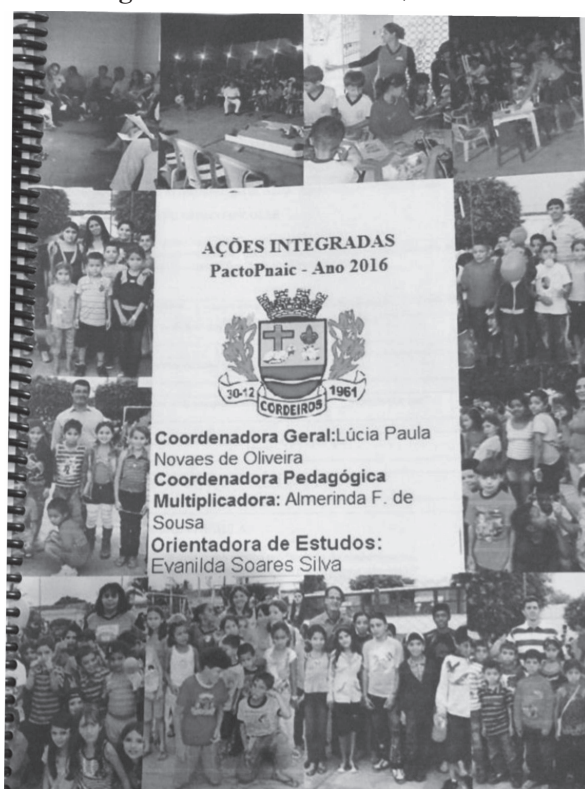 AÇÕES INTEGRADAS
PactoPnaic - Ano 2016
30-12 1961
CORDEIROS
Coordenadora Geral:Lúcia Paula
Novaes de Oliveira
Coordenadora Pedagógica
Multiplicadora: Almerinda F. de
Sousa
Orientadora de Estudos:
Evanilda Soares Silva